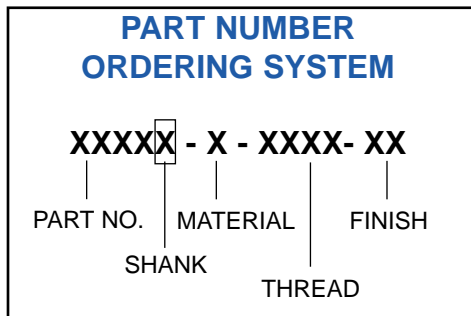 PART NUMBER
ORDERING SYSTEM
XXXXX - X - XXXX- XX
PART NO. MATERIAL FINISH
SHANK
THREAD